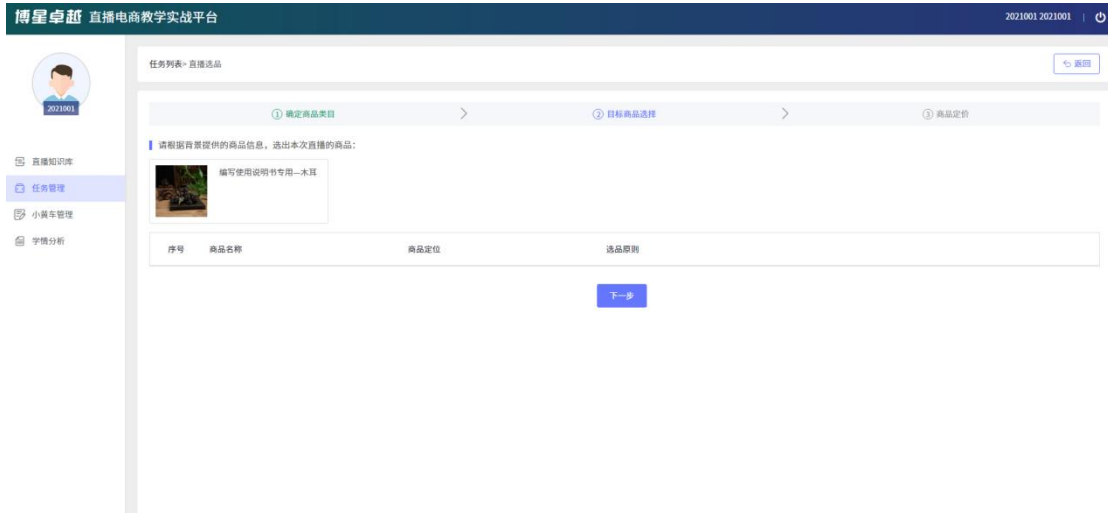 博星卓越 直播电商教学实战平台
2021001 2021001
任务列表> 直播选品
返回
2021001
① 确定商品类目
② 目标商品选择
③ 商品定价
请根据背景提供的商品信息，选出本次直播的商品：
编写使用说明书专用—木耳
直播知识库
任务管理
小黄车管理
学情分析
序号 商品名称 商品定位 选品原则
下一步